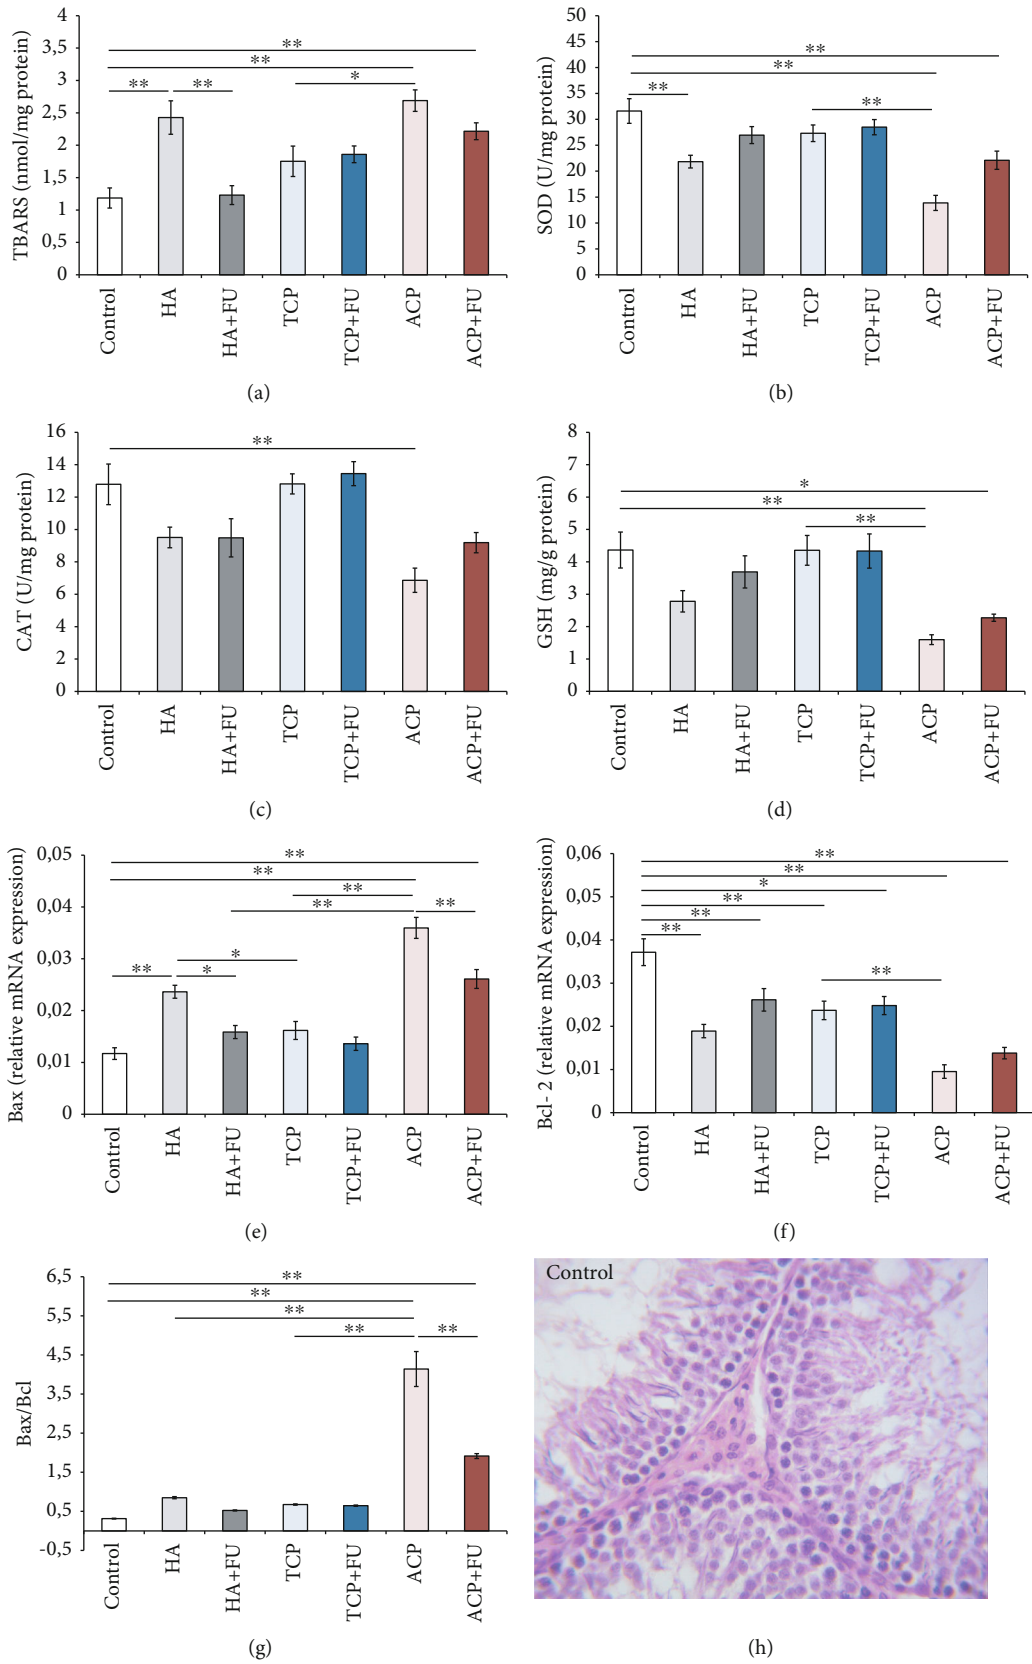 TBARS (nmol/mg protein)
4
3,5
3
2,5
2
1,5
1
0,5
0
**
**
**
**
*
Control
HA
HA+FU
TCP
TCP+FU
ACP
ACP+FU
(a)
SOD (U/mg protein)
50
45
40
35
30
25
20
15
10
5
0
**
**
**
**
Control
HA
HA+FU
TCP
TCP+FU
ACP
ACP+FU
(b)
CAT (U/mg protein)
16
14
12
10
8
6
4
2
0
**
Control
HA
HA+FU
TCP
TCP+FU
ACP
ACP+FU
(c)
GSH (mg/g protein)
8
7
6
5
4
3
2
1
0
*
**
**
Control
HA
HA+FU
TCP
TCP+FU
ACP
ACP+FU
(d)
Bax (relative mRNA expression)
0,05
0,04
0,03
0,02
0,01
0
**
**
**
**
**
*
**
*
Control
HA
HA+FU
TCP
TCP+FU
ACP
ACP+FU
(e)
Bcl- 2 (relative mRNA expression)
0,06
0,05
0,04
0,03
0,02
0,01
0
**
**
*
**
**
**
**
Control
HA
HA+FU
TCP
TCP+FU
ACP
ACP+FU
(f)
Bax/Bcl
6,5
5,5
4,5
3,5
2,5
1,5
0,5
-0,5
**
**
**
**
**
Control
HA
HA+FU
TCP
TCP+FU
ACP
ACP+FU
(g)
Control
(h)